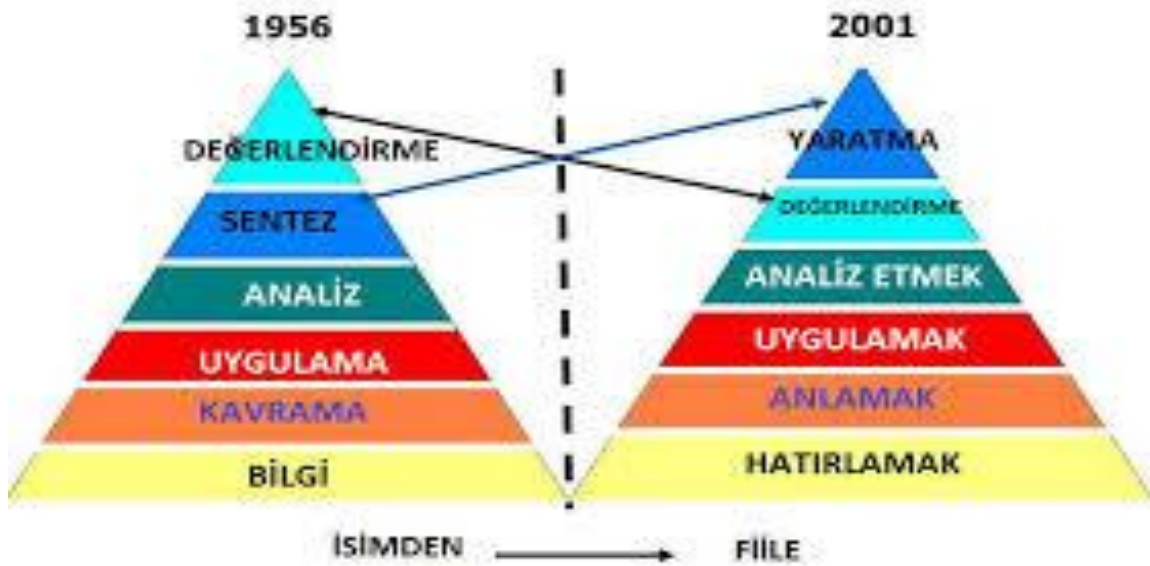 1956
DEĞERLENDİRME
SENTEZ
ANALİZ
UYGULAMA
KAVRAMA
BİLGİ
2001
YARATMA
DEĞERLENDİRME
ANALİZ ETMEK
UYGULAMAK
ANLAMAK
HATIRLAMAK
İSİMDEN FİİLE